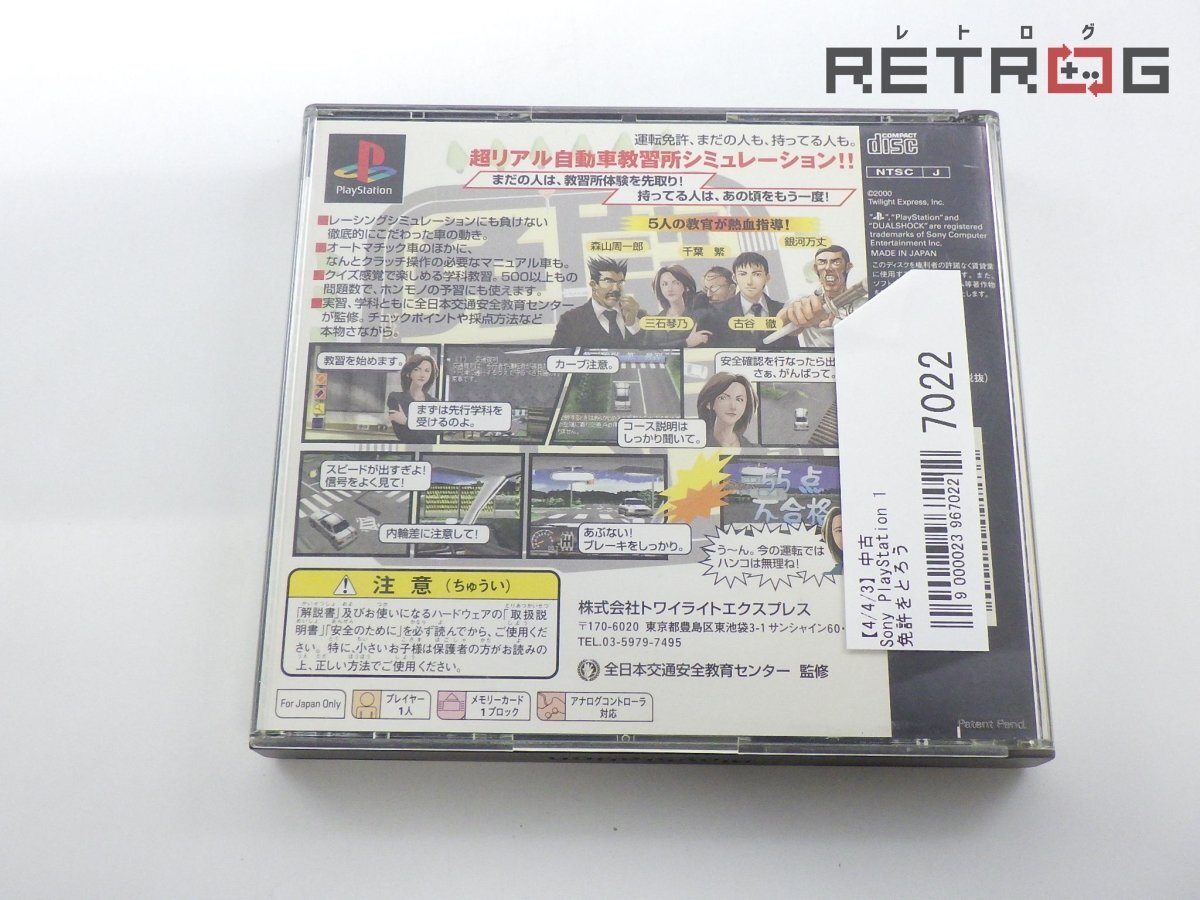 レトログ
RETROG
PlayStation
運転免許、まだの人も、持ってる人も。
超リアル自動車教習所シミュレーション!!
まだの人は、教習所体験を先取り!
持ってる人は、あの頃をもう一度!
■レーシングシミュレーションにも負けない
徹底的にこだわった車の動き。
■オートマチック車のほかに、
なんとクラッチ操作の必要なマニュアル車も。
■クイズ感覚で楽しめる学科教習。500以上もの
問題数で、ホンモノの予習にも使えます。
■実習、学科ともに全日本交通安全教育センター
が監修。チェックポイントや採点方法など
本物さながら。
5人の教官が熱血指導!
森山周一郎
千葉 繁
銀河万丈
三石琴乃
古谷 徹
COMPACT
disc
NTSC J
©2000
Twilight Express, Inc.
"PS", "PlayStation" and
"DUALSHOCK" are registered
trademarks of Sony Computer
Entertainment Inc.
MADE IN JAPAN
このディスクを権利者の許諾なく賃貸業
に使用す
教習を始めます。
まずは先行学科を
受けるのよ。
カーブ注意。
コース説明は
しっかり聞いて。
安全確認を行なったら出
さぁ、がんばって。
スピードが出すぎよ!
信号をよく見て!
内輪差に注意して!
あぶない!
ブレーキをしっかり。
55点
不合格
う〜ん。今の運転では
ハンコは無理ね!
注意(ちゅうい)
「解説書」及びお使いになるハードウェアの「取扱説
明書」「安全のために」を必ず読んでから、ご使用くだ
さい。特に、小さいお子様は保護者の方がお読みの
上、正しい方法でご使用ください。
株式会社トワイライトエクスプレス
〒170-6020 東京都豊島区東池袋3-1 サンシャイン60・
TEL.03-5979-7495
全日本交通安全教育センター 監修
For Japan Only
プレイヤー
1人
メモリーカード
1ブロック
アナログコントローラ
対応
Patent Pend.
7022
9 000023 967022
【4/4/3】中古
Sony PlayStation 1
免許をとろう